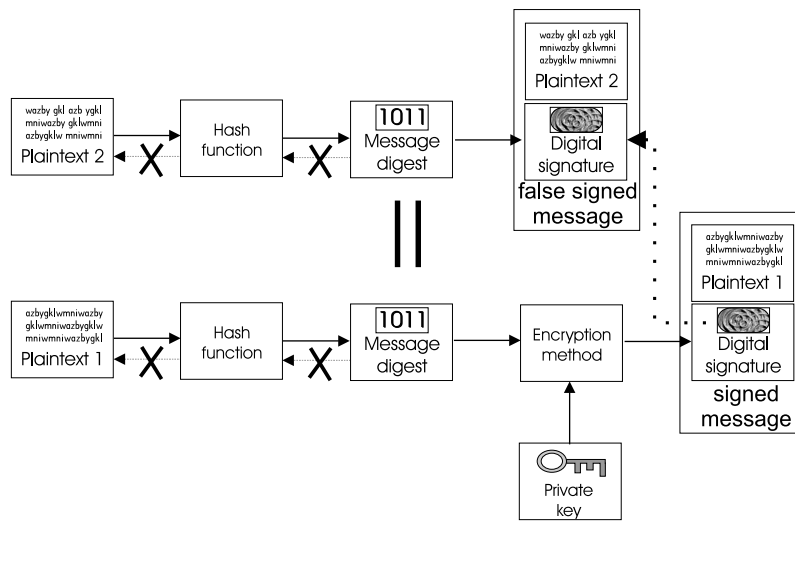 wazby gkl azb ygkl
mniwazby gklwmni
azbygklw mniwmni
Plaintext 2
Hash
function
1011
Message
digest
wazby gkl azb ygkl
mniwazby gklwmni
azbygklw mniwmni
Plaintext 2
Digital
signature
false signed
message
azbygklwmniwazby
gklwmniwazbygklw
mniwmniwazbygkl
Plaintext 1
Hash
function
1011
Message
digest
Encryption
method
Private
key
azbygklwmniwazby
gklwmniwazbygklw
mniwmniwazbygkl
Plaintext 1
Digital
signature
signed
message